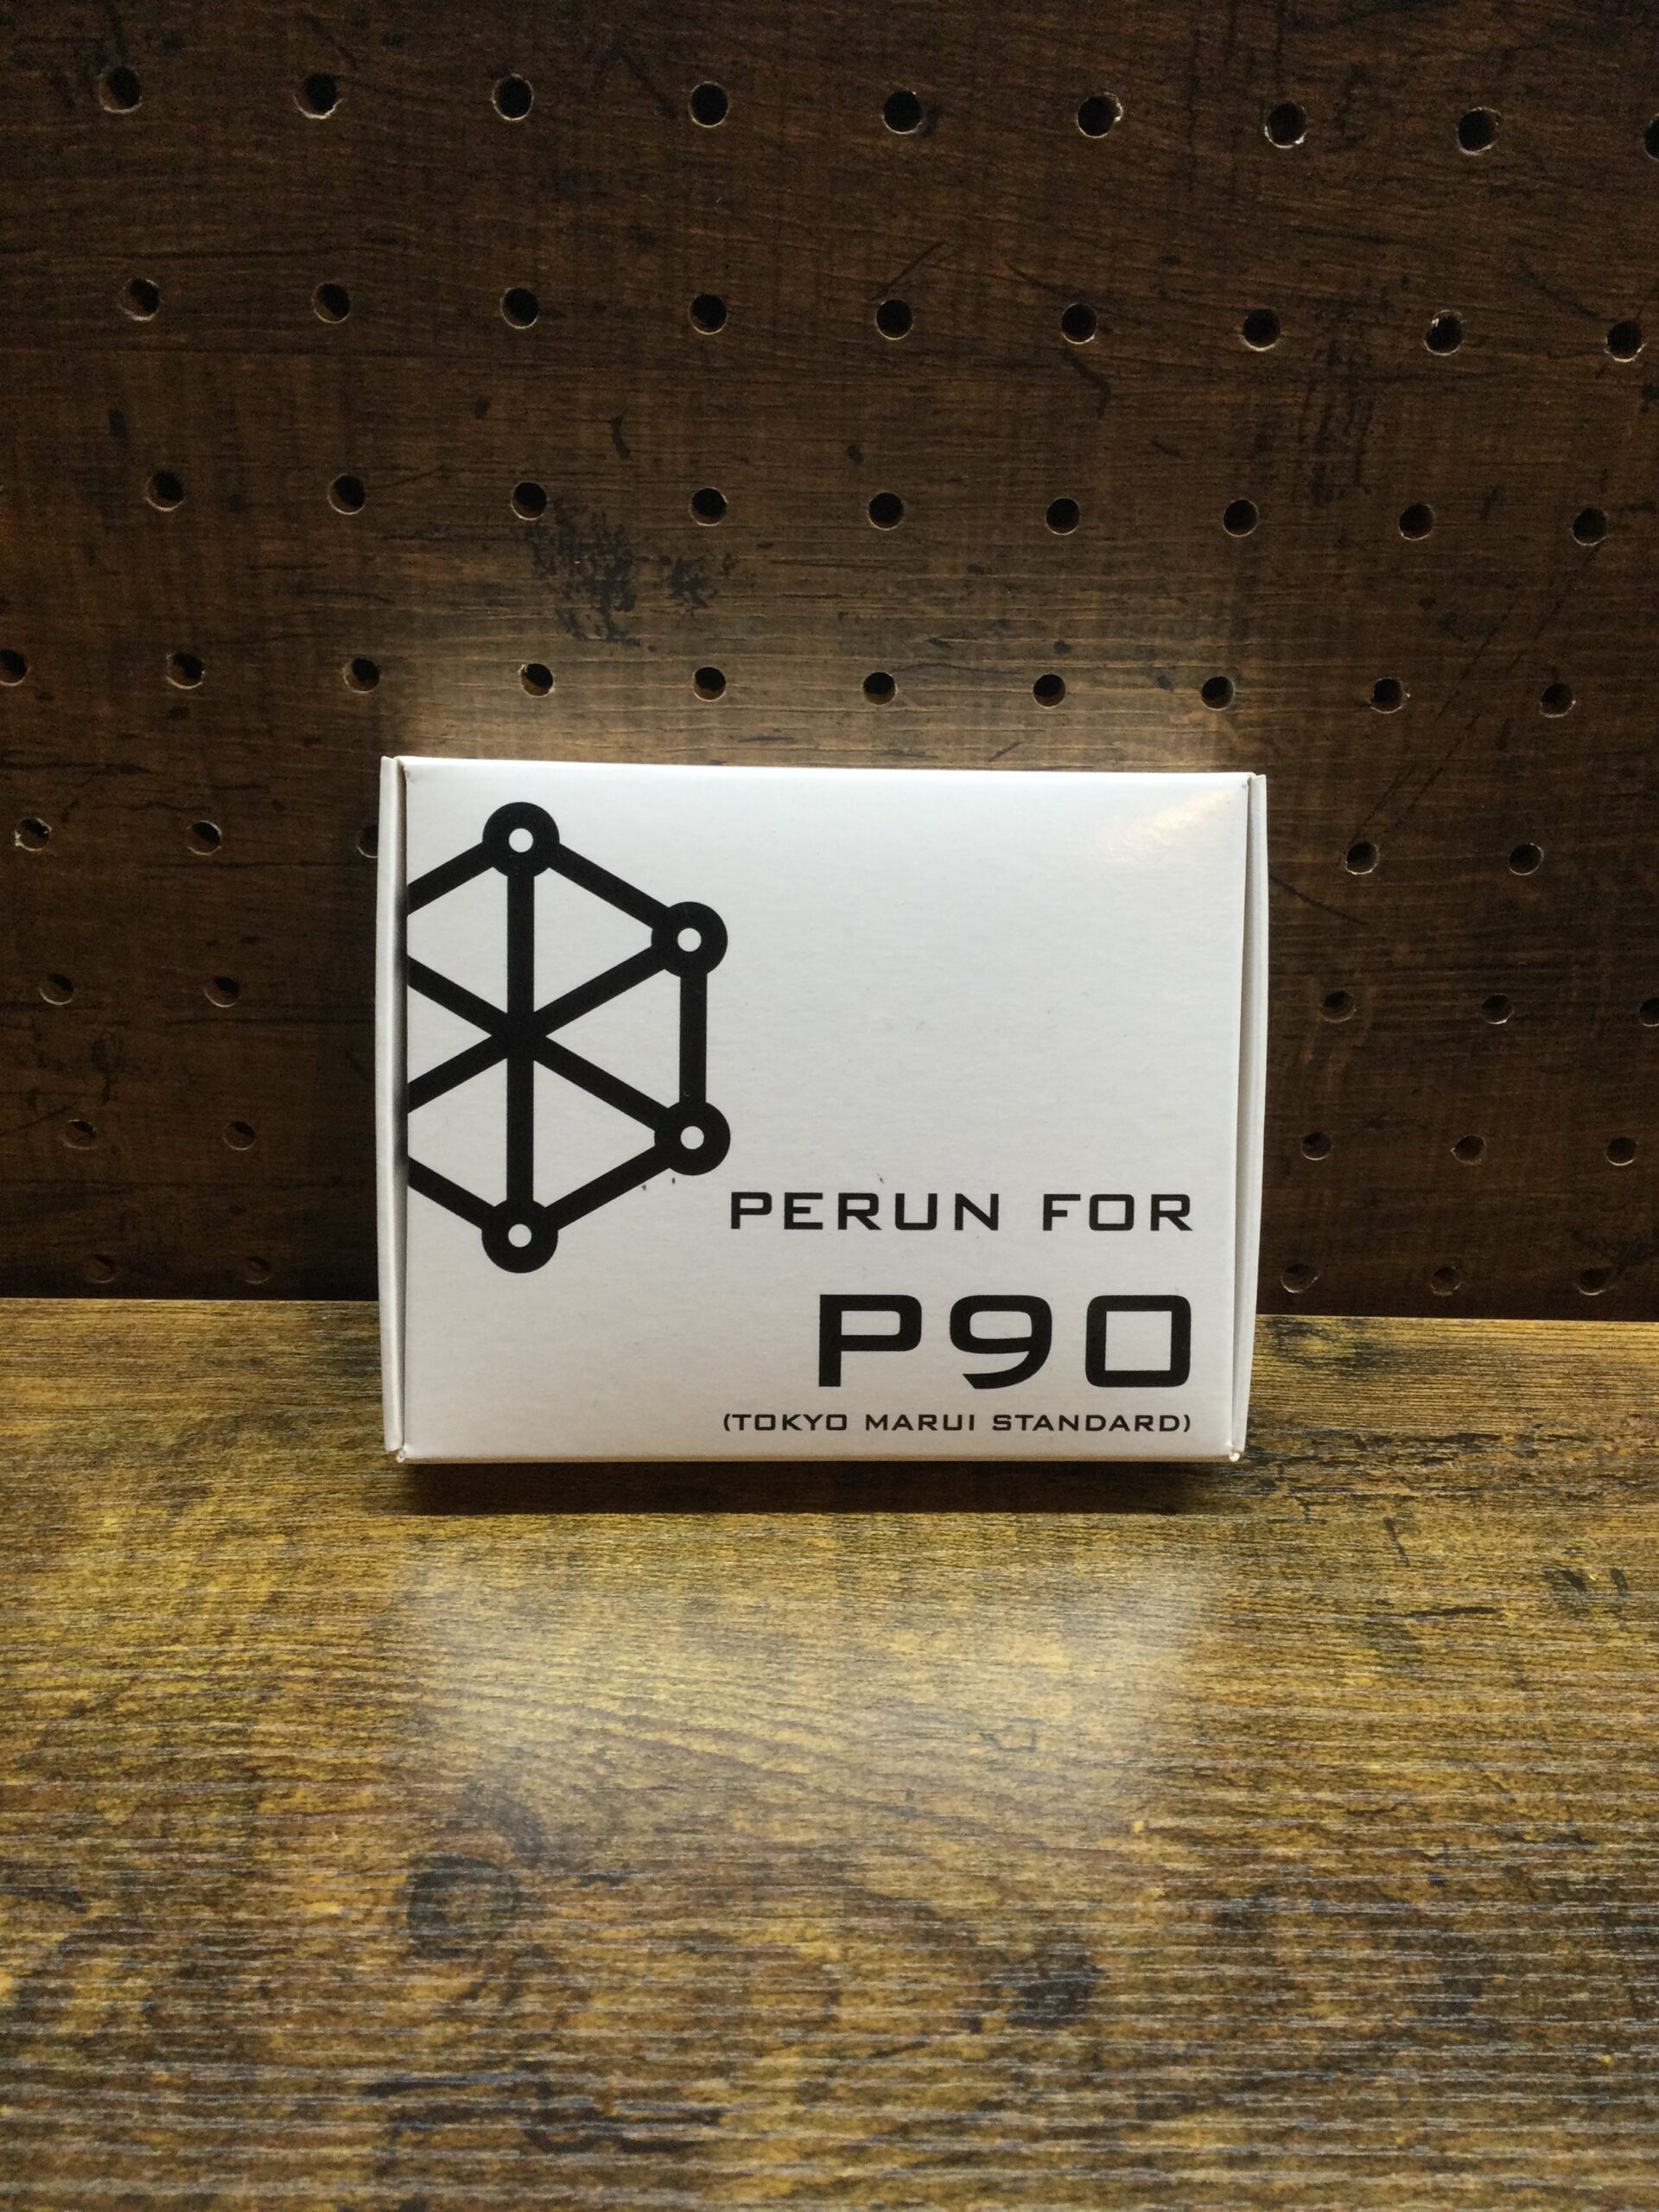 PERUN FOR
P90
(TOKYO MARUI STANDARD)